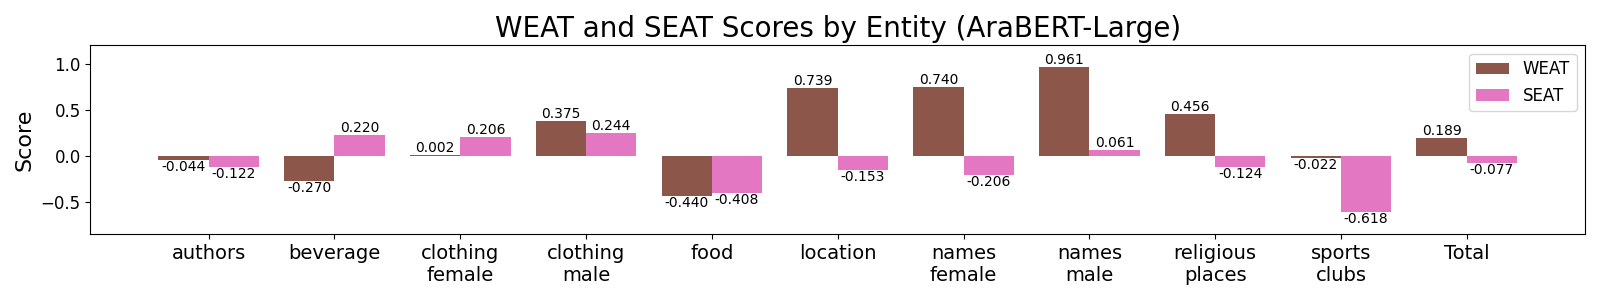 WEAT and SEAT Scores by Entity (AraBERT-Large)
Score
1.0
0.5
0.0
−0.5
WEAT
SEAT
-0.044
-0.122
-0.270
0.220
0.002
0.206
0.375
0.244
-0.440
-0.408
0.739
-0.153
0.740
-0.206
0.961
0.061
0.456
-0.124
-0.022
-0.618
0.189
-0.077
authors
beverage
clothing
female
clothing
male
food
location
names
female
names
male
religious
places
sports
clubs
Total